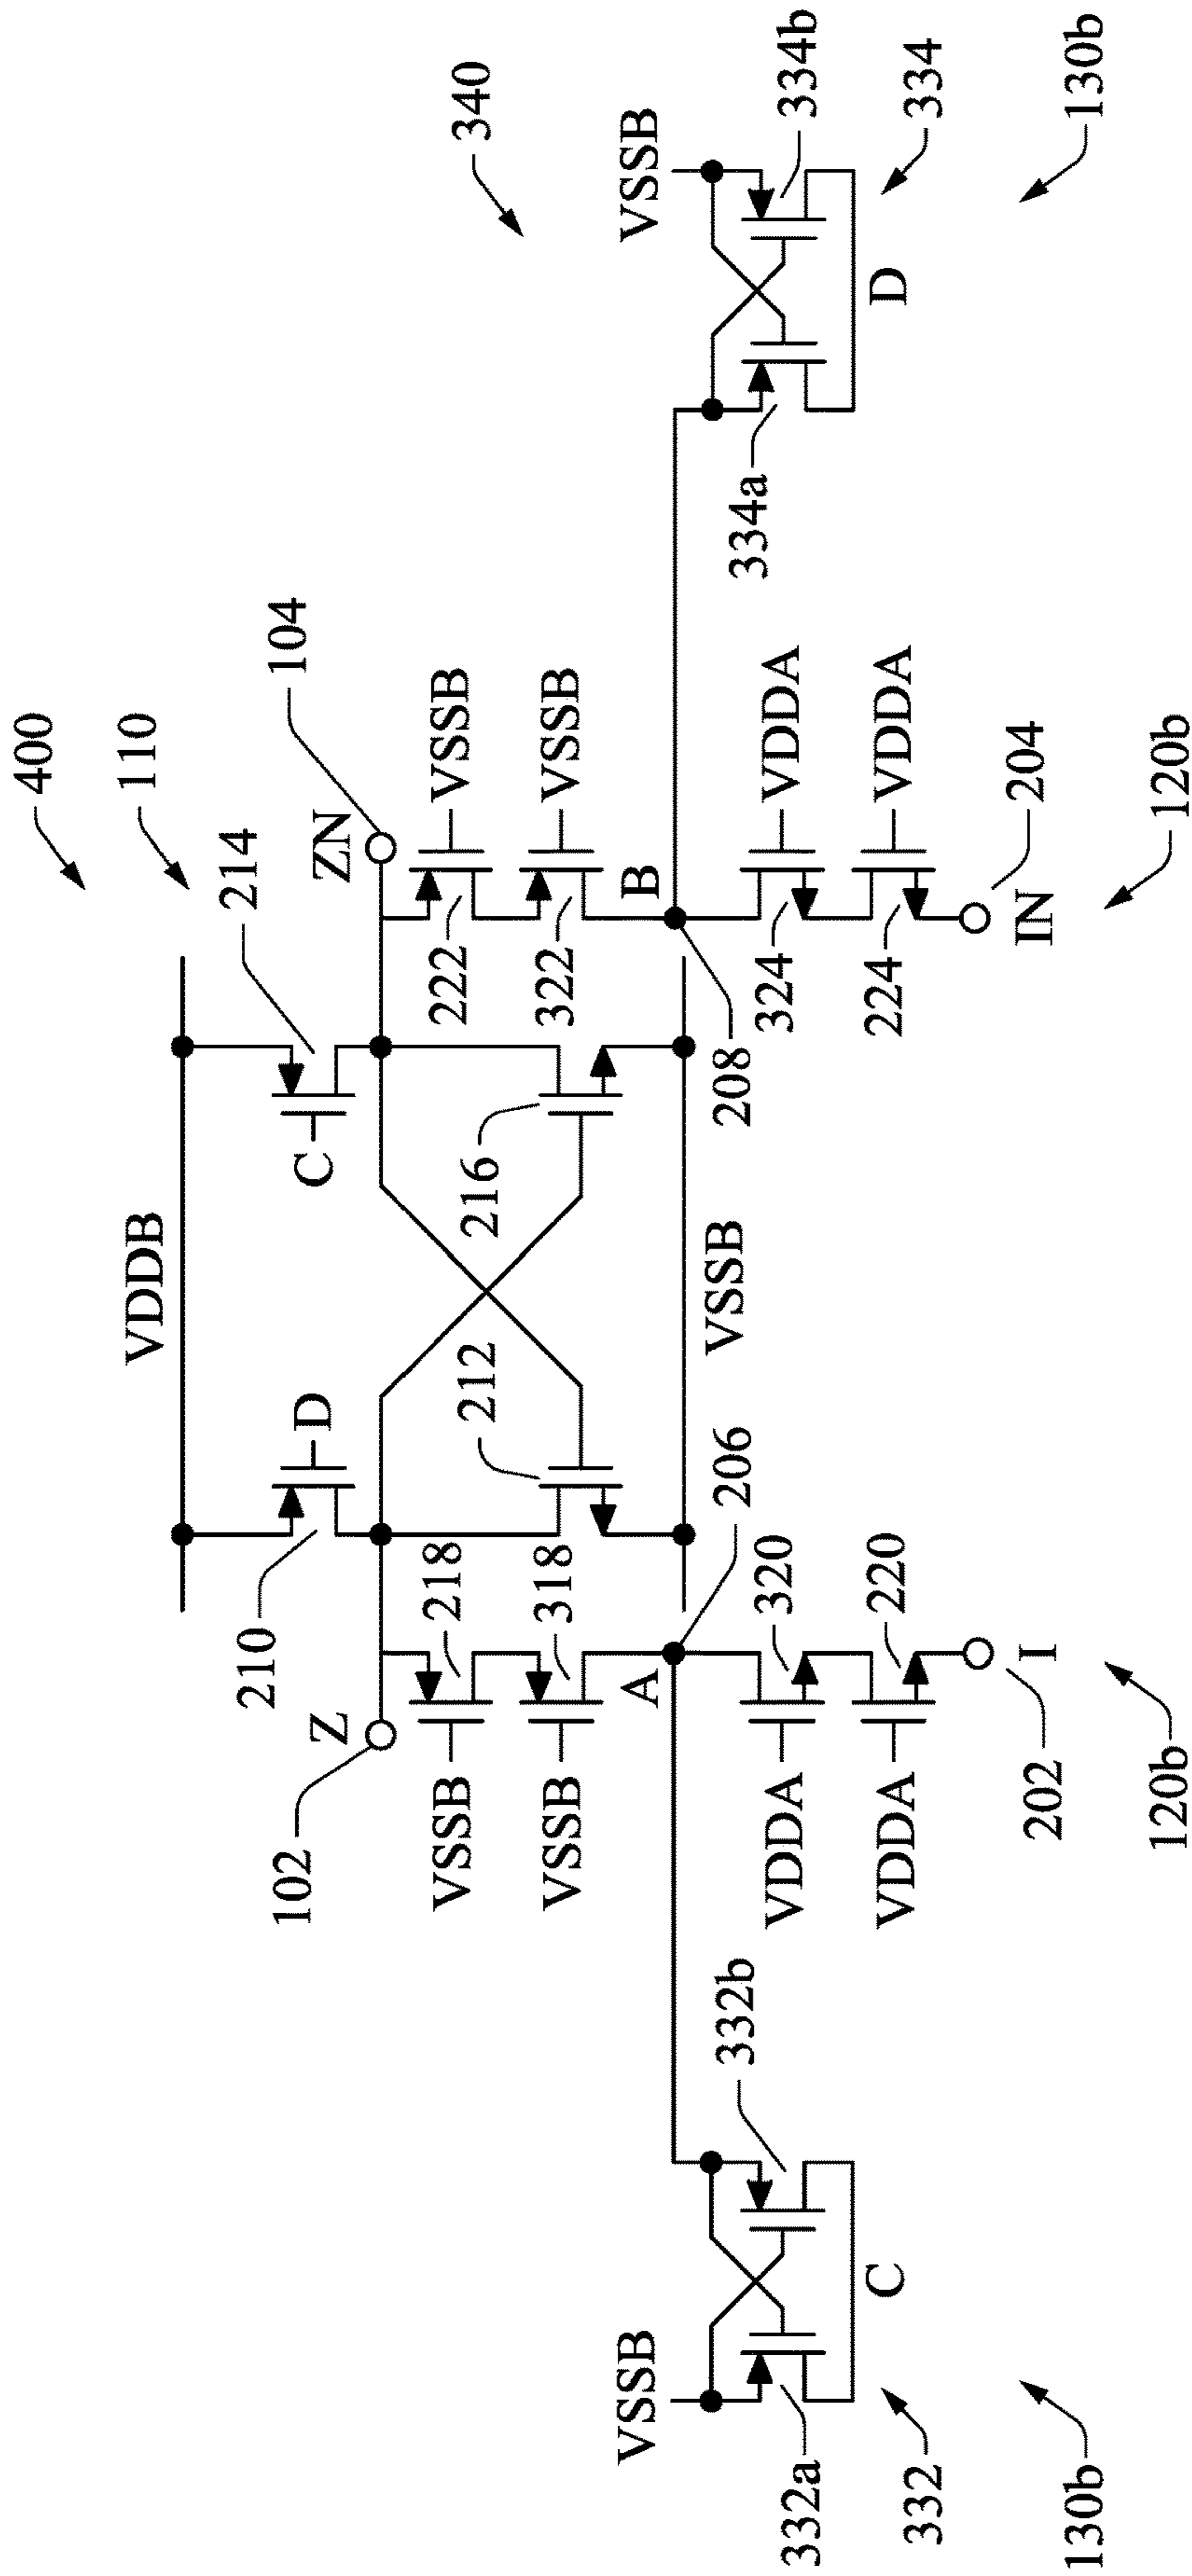 400
110
340
VDDB
214
104
ZN
210
D
C
Z
102
218
VSSB
318
VSSB
212
216
222
VSSB
322
VSSB
VSSB
A
206
B
208
VSSB
VSSB
320
VDDA
220
VDDA
324
VDDA
224
VDDA
202
I
IN
204
120b
120b
332a
332b
C
332
130b
334a
334b
D
334
130b